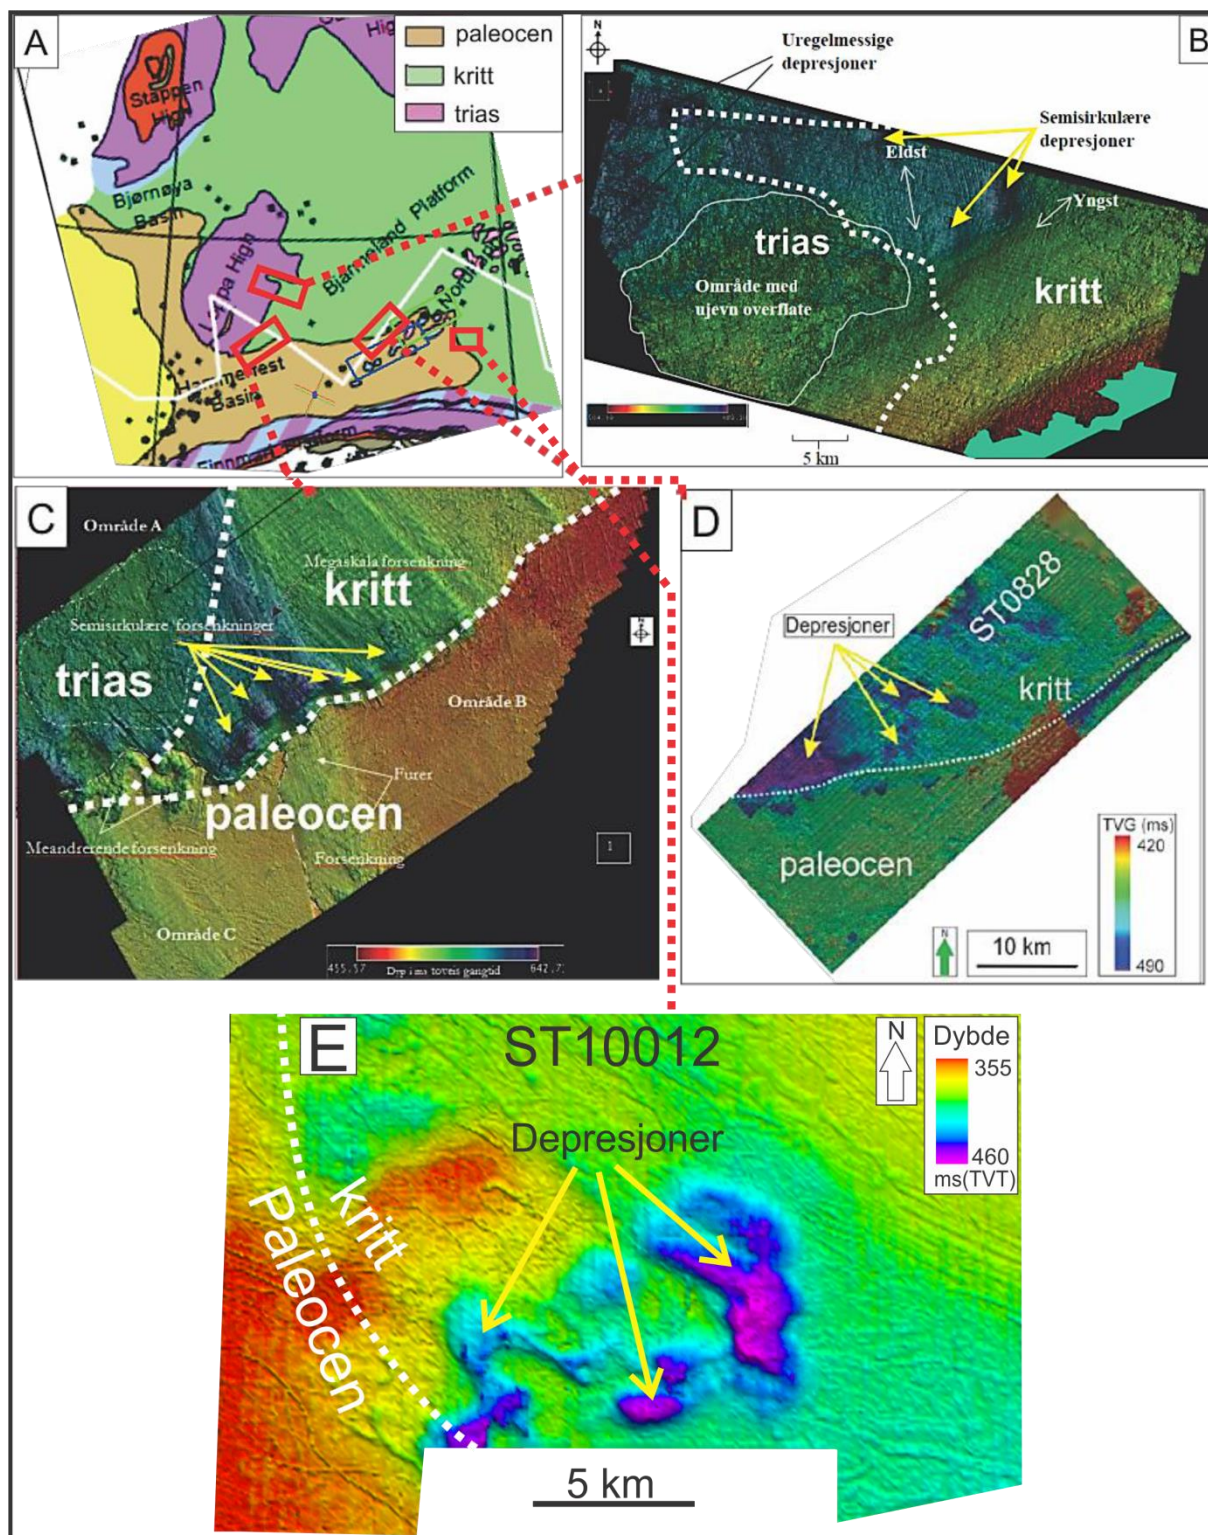 A
paleocen
kritt
trias
Stappen
High
Bjørnøya
Basin
Bjarmeland Platform
Hammerfest
Basin
B
N
Uregelmessige
depresjoner
Semisirkulære
depresjoner
Eldst
Yngst
trias
kritt
Område med
ujevn overflate
5 km
C
Område A
Megaskala forsenkning
kritt
Semisirkulære forsenkninger
trias
Område B
Furer
paleocen
Meandrerende forsenkning
Forsenkning
1
Område C
455.57
Dyp i ms toveis gangtid
D
ST0828
Depresjoner
kritt
paleocen
TVG (ms)
420
490
N
10 km
E
ST10012
N
Dybde
355
460
ms(TVT)
Depresjoner
kritt
Paleocen
5 km